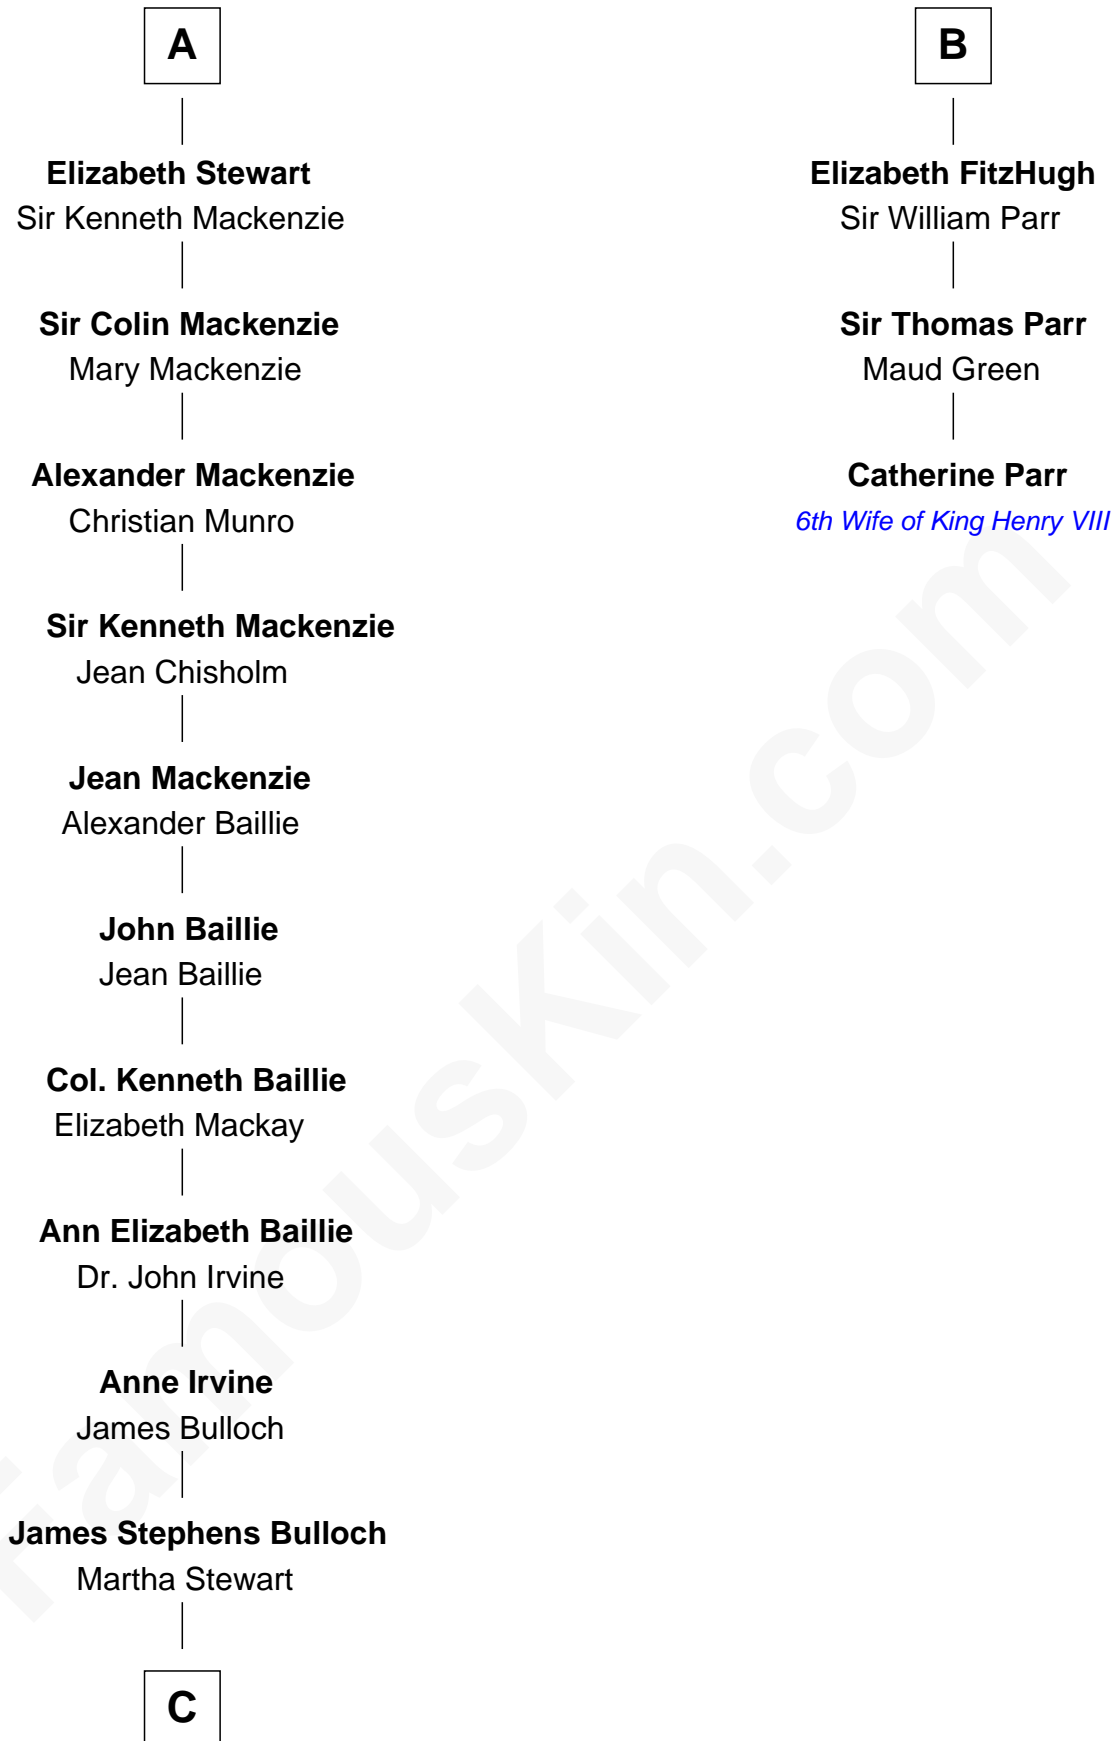 A
Elizabeth Stewart
Sir Kenneth Mackenzie
Sir Colin Mackenzie
Mary Mackenzie
Alexander Mackenzie
Christian Munro
Sir Kenneth Mackenzie
Jean Chisholm
Jean Mackenzie
Alexander Baillie
John Baillie
Jean Baillie
Col. Kenneth Baillie
Elizabeth Mackay
Ann Elizabeth Baillie
Dr. John Irvine
Anne Irvine
James Bulloch
James Stephens Bulloch
Martha Stewart
C
B
Elizabeth FitzHugh
Sir William Parr
Sir Thomas Parr
Maud Green
Catherine Parr
6th Wife of King Henry VIII
FamousKin.com